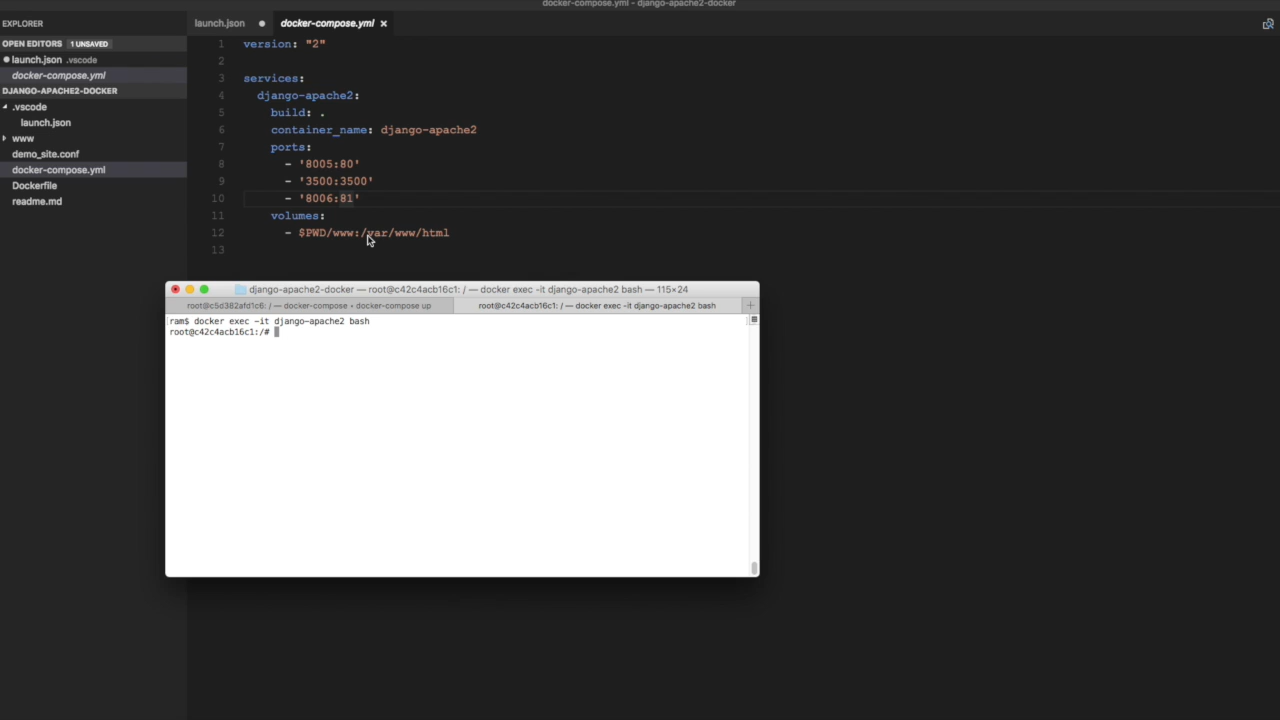 docker-compose.yml - django-apache2-docker
EXPLORER
OPEN EDITORS 1 UNSAVED
launch.json .vscode
docker-compose.yml
DJANGO-APACHE2-DOCKER
.vscode
launch.json
www
demo_site.conf
docker-compose.yml
Dockerfile
readme.md
launch.json
docker-compose.yml
1 version: "2"
2
3 services:
4 django-apache2:
5 build: .
6 container_name: django-apache2
7 ports:
8 - '8005:80'
9 - '3500:3500'
10 - '8006:81'
11 volumes:
12 - $PWD/www:/var/www/html
13
django-apache2-docker — root@c42c4acb16c1: / — docker exec -it django-apache2 bash — 115×24
root@c5d382afd1c6: / — docker-compose • docker-compose up
root@c42c4acb16c1: / — docker exec -it django-apache2 bash
ram$ docker exec -it django-apache2 bash
root@c42c4acb16c1:/#